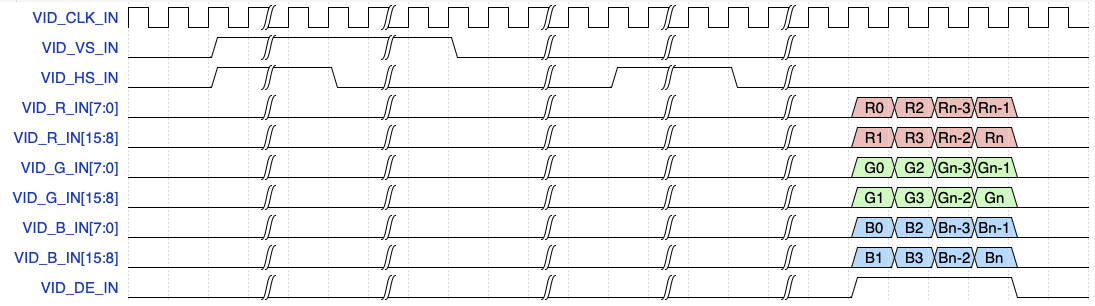 VID_CLK_IN
VID_VS_IN
VID_HS_IN
VID_R_IN[7:0] R0 R2 Rn-3 Rn-1
VID_R_IN[15:8] R1 R3 Rn-2 Rn
VID_G_IN[7:0] G0 G2 Gn-3 Gn-1
VID_G_IN[15:8] G1 G3 Gn-2 Gn
VID_B_IN[7:0] B0 B2 Bn-3 Bn-1
VID_B_IN[15:8] B1 B3 Bn-2 Bn
VID_DE_IN